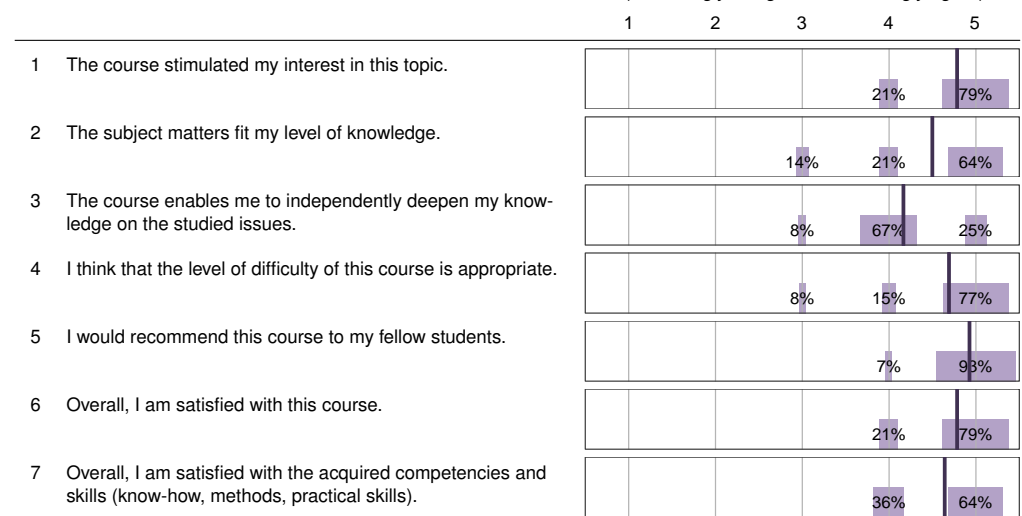 1 2 3 4 5
1 The course stimulated my interest in this topic.
21% 79%
2 The subject matters fit my level of knowledge.
14% 21% 64%
3 The course enables me to independently deepen my know-
ledge on the studied issues.
8% 67% 25%
4 I think that the level of difficulty of this course is appropriate.
8% 15% 77%
5 I would recommend this course to my fellow students.
7% 93%
6 Overall, I am satisfied with this course.
21% 79%
7 Overall, I am satisfied with the acquired competencies and
skills (know-how, methods, practical skills).
36% 64%